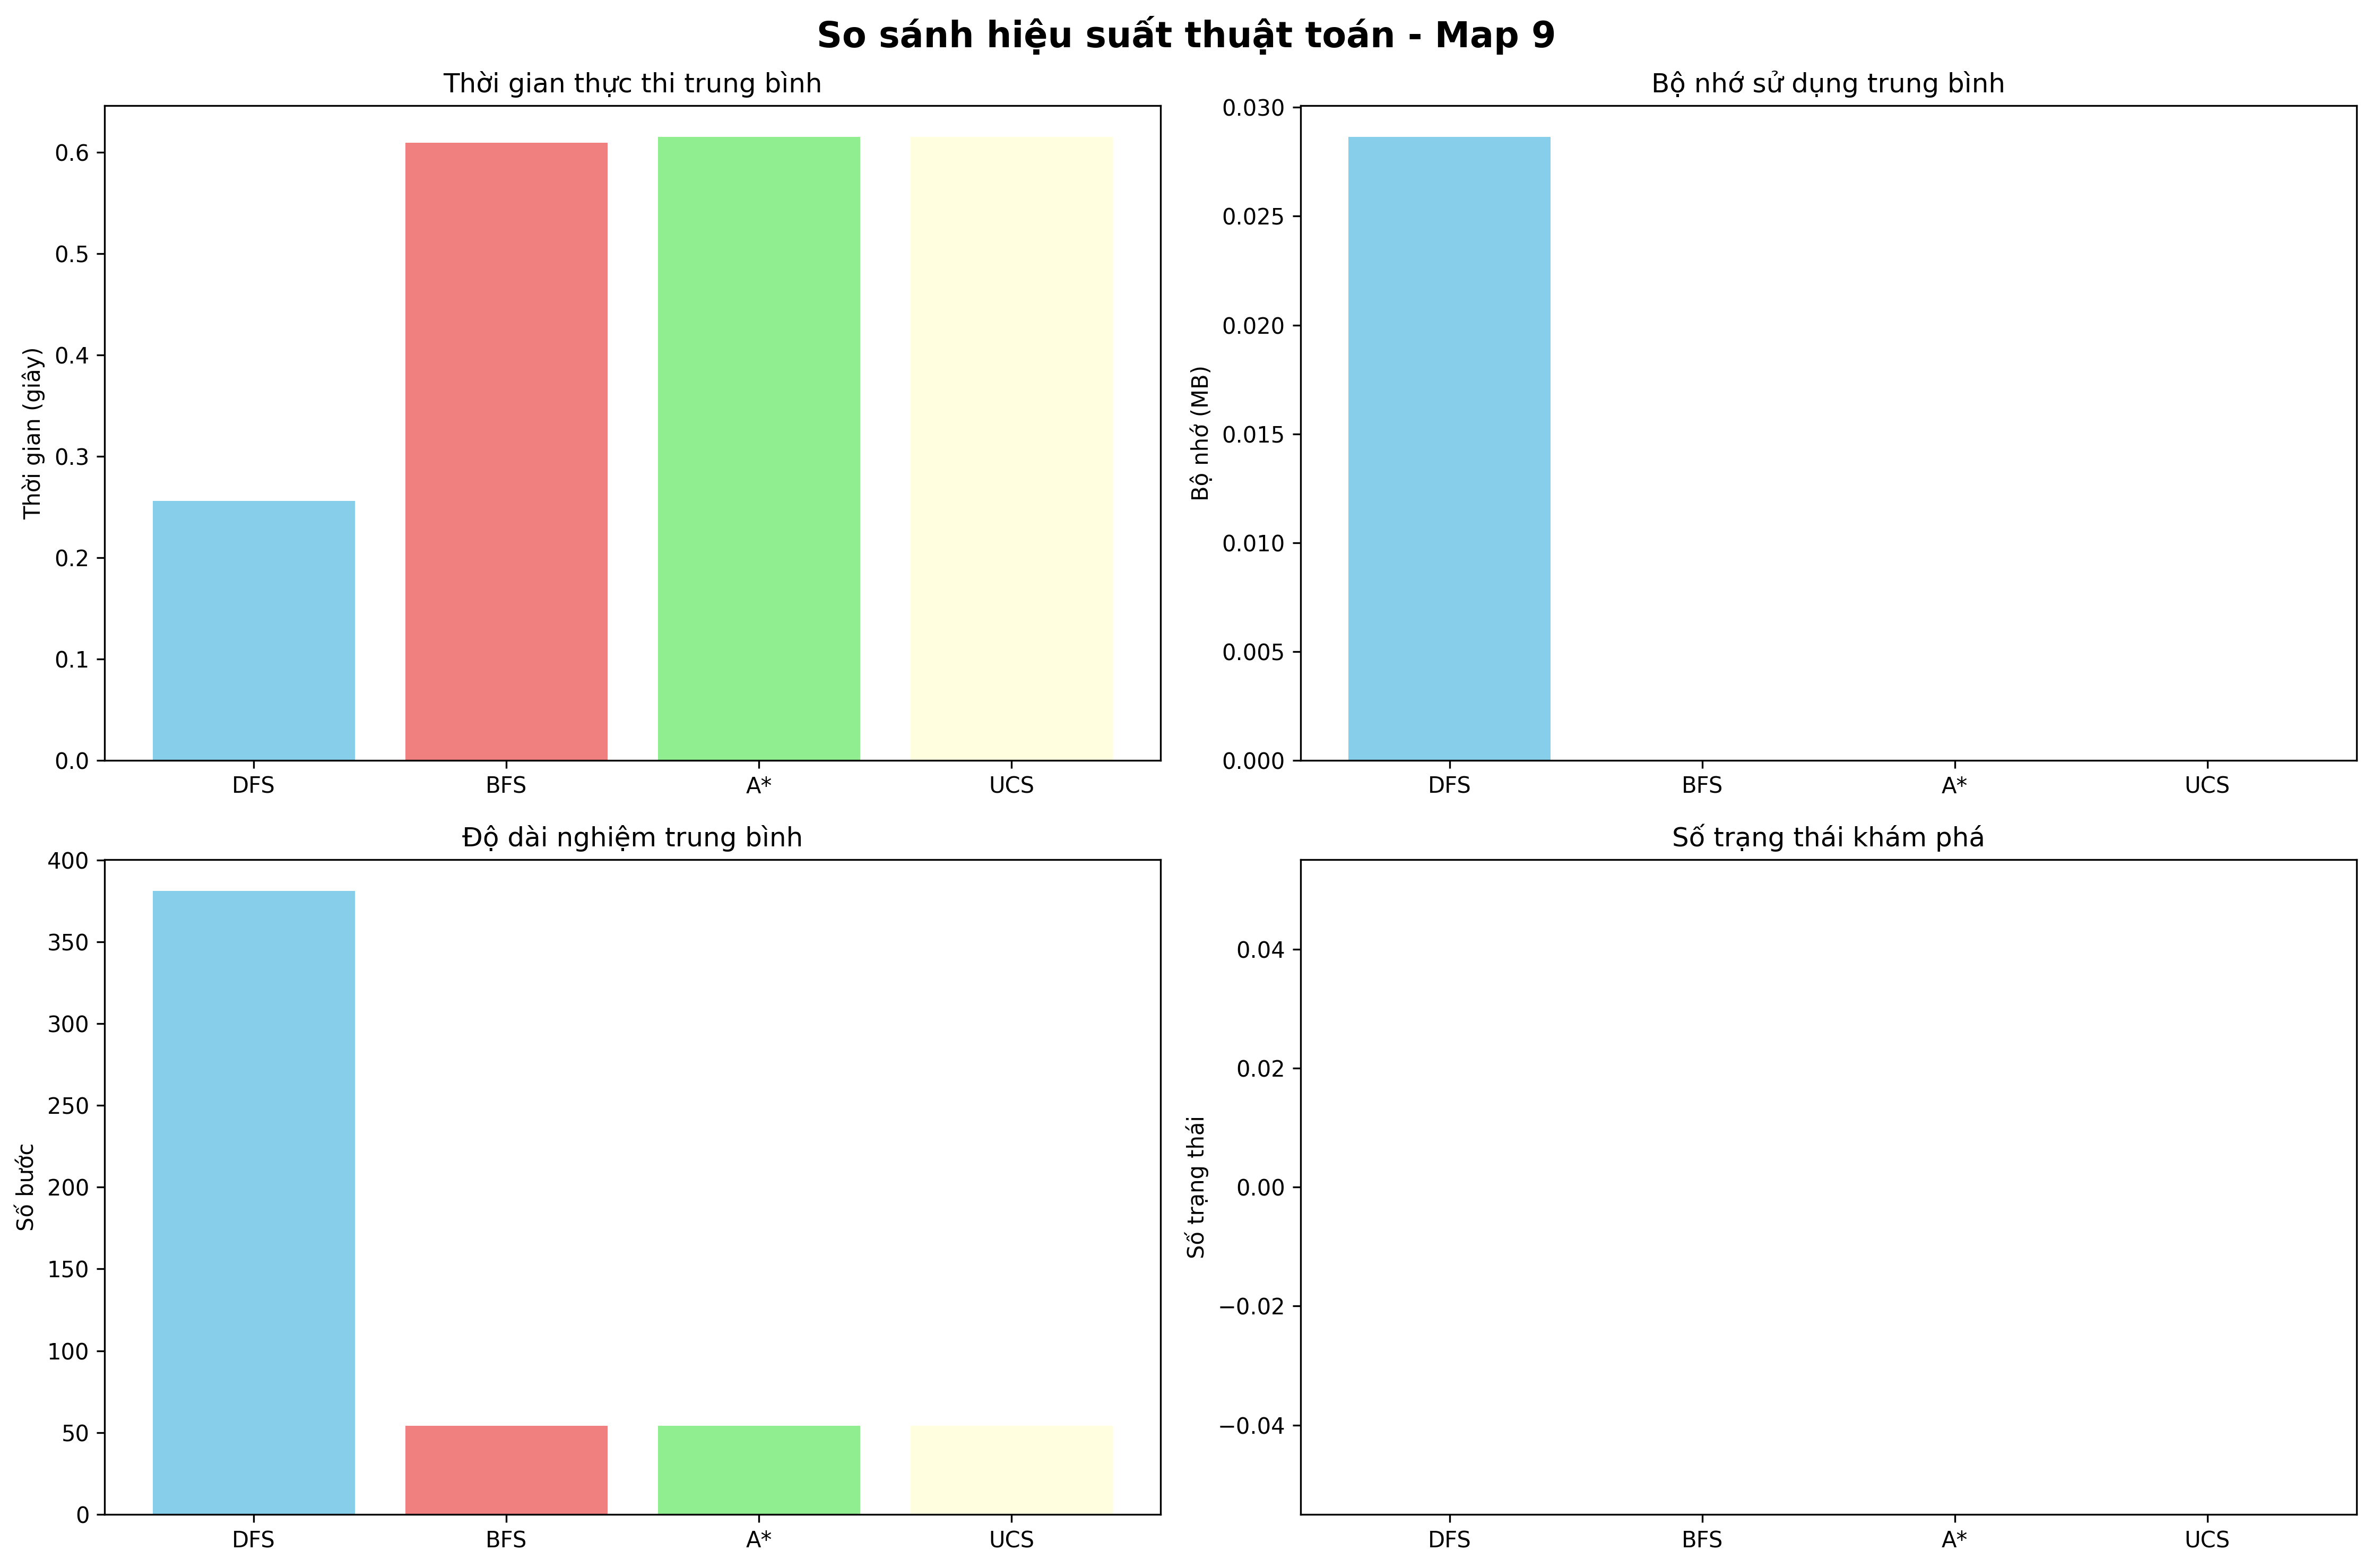 So sánh hiệu suất thuật toán - Map 9
Thời gian thực thi trung bình
Thời gian (giây)
0.6
0.5
0.4
0.3
0.2
0.1
0.0
DFS BFS A* UCS
Bộ nhớ sử dụng trung bình
Bộ nhớ (MB)
0.030
0.025
0.020
0.015
0.010
0.005
0.000
DFS BFS A* UCS
Độ dài nghiệm trung bình
Số bước
400
350
300
250
200
150
100
50
0
DFS BFS A* UCS
Số trạng thái khám phá
Số trạng thái
0.04
0.02
0.00
−0.02
−0.04
DFS BFS A* UCS